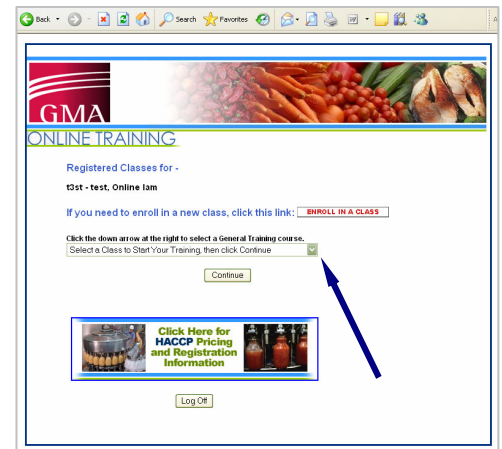 Back
Search
Favorites
GMA
ONLINE TRAINING
Registered Classes for -
t3st - test, Online Iam
If you need to enroll in a new class, click this link: ENROLL IN A CLASS
Click the down arrow at the right to select a General Training course.
Select a Class to Start Your Training, then click Continue
Continue
Click Here for
HACCP Pricing
and Registration
Information
Log Off